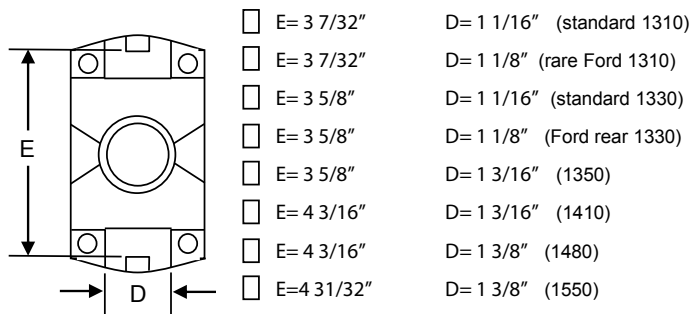 E= 3 7/32” D= 1 1/16” (standard 1310)
E= 3 7/32” D= 1 1/8” (rare Ford 1310)
E= 3 5/8” D= 1 1/16” (standard 1330)
E= 3 5/8” D= 1 1/8” (Ford rear 1330)
E= 3 5/8” D= 1 3/16” (1350)
E= 4 3/16” D= 1 3/16” (1410)
E= 4 3/16” D= 1 3/8” (1480)
E=4 31/32” D= 1 3/8” (1550)
E
D